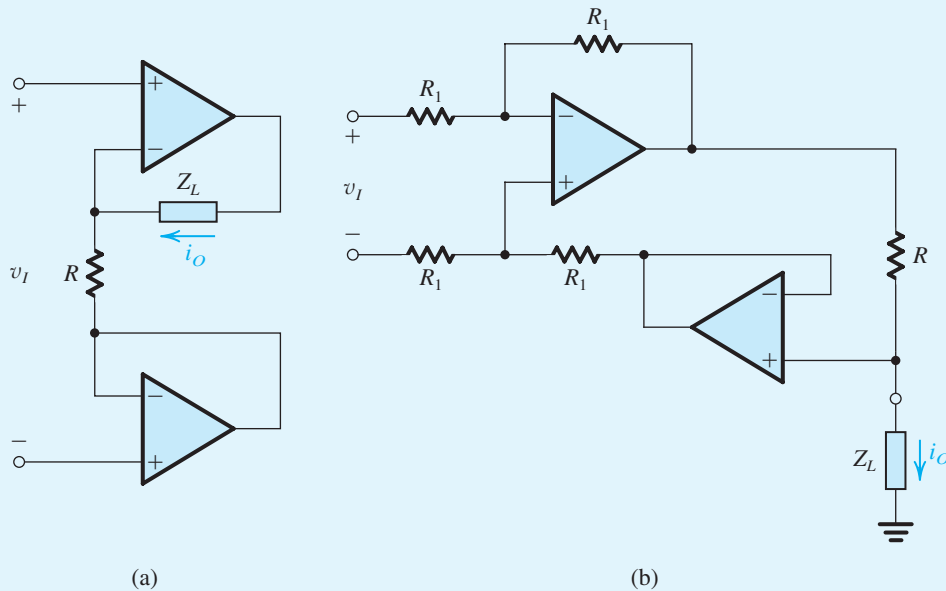 +
−
v_I
+
−
Z_L
i_O
R
−
+
(a)
+
−
v_I
R_1
R_1
−
+
R_1
R_1
−
+
R
Z_L
i_O
(b)